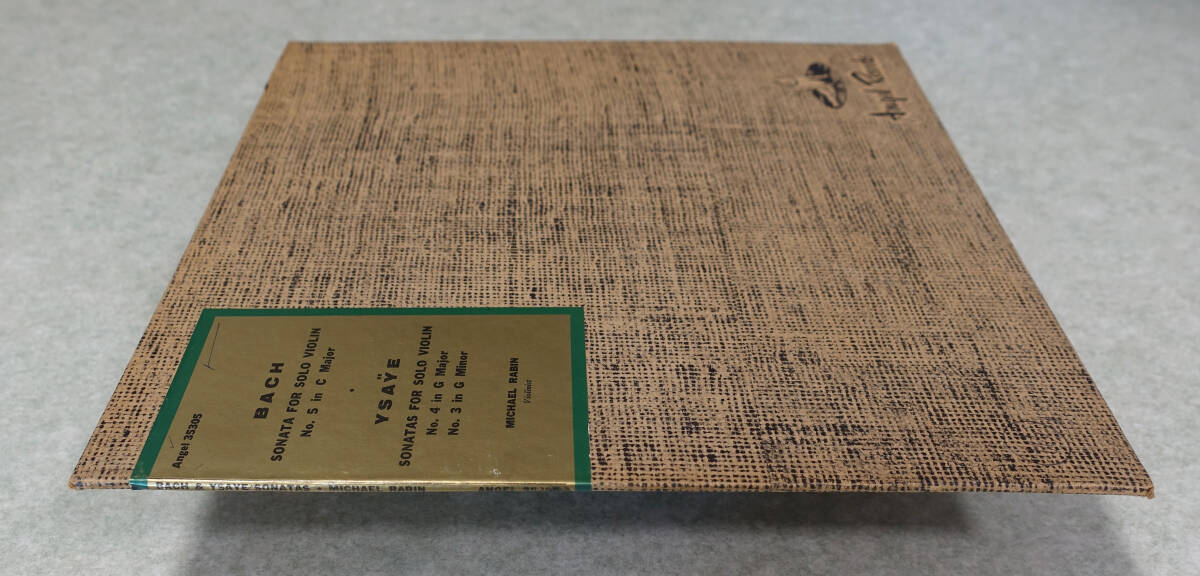 Angel Records
Angel 35305
BACH
SONATA FOR SOLO VIOLIN
No. 5 in C Major
YSAŸE
SONATAS FOR SOLO VIOLIN
No. 4 in G Major
No. 3 in G Minor
MICHAEL RABIN
Violinist
BACH & YSAYE SONATAS • MICHAEL RABIN
ANGEL